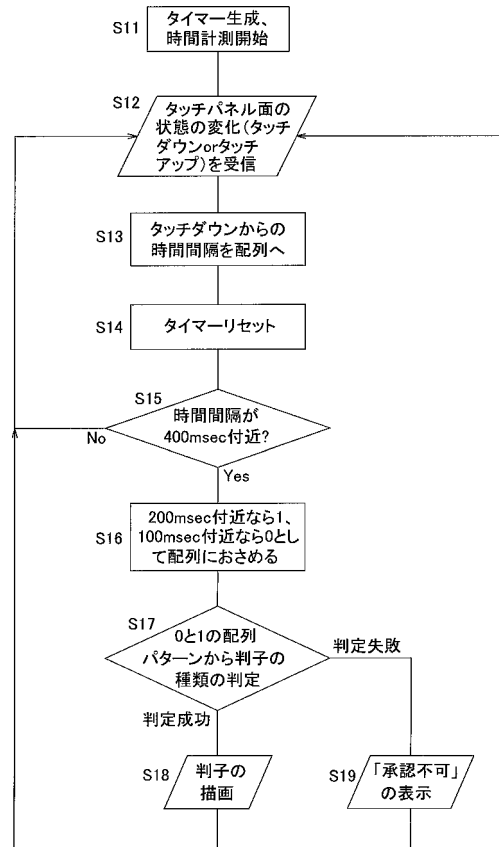 S11
タイマー生成、
時間計測開始
S12
タッチパネル面の
状態の変化(タッチ
ダウンorタッチ
アップ)を受信
S13
タッチダウンからの
時間間隔を配列へ
S14
タイマーリセット
S15
時間間隔が
400msec付近?
No
Yes
S16
200msec付近なら1、
100msec付近なら0とし
て配列におさめる
S17
0と1の配列
パターンから判子の
種類の判定
判定失敗
判定成功
S18
判子の
描画
S19
「承認不可」
の表示